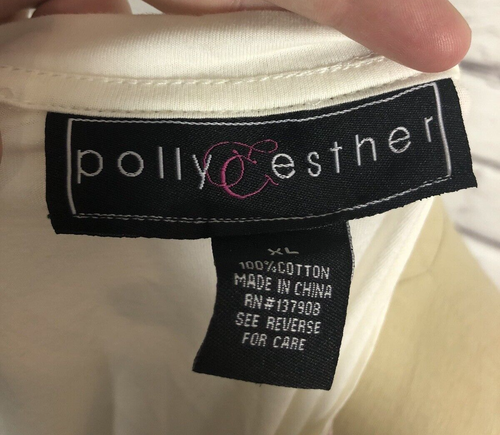 polly & esther
XL
100%COTTON
MADE IN CHINA
RN#137908
SEE REVERSE
FOR CARE